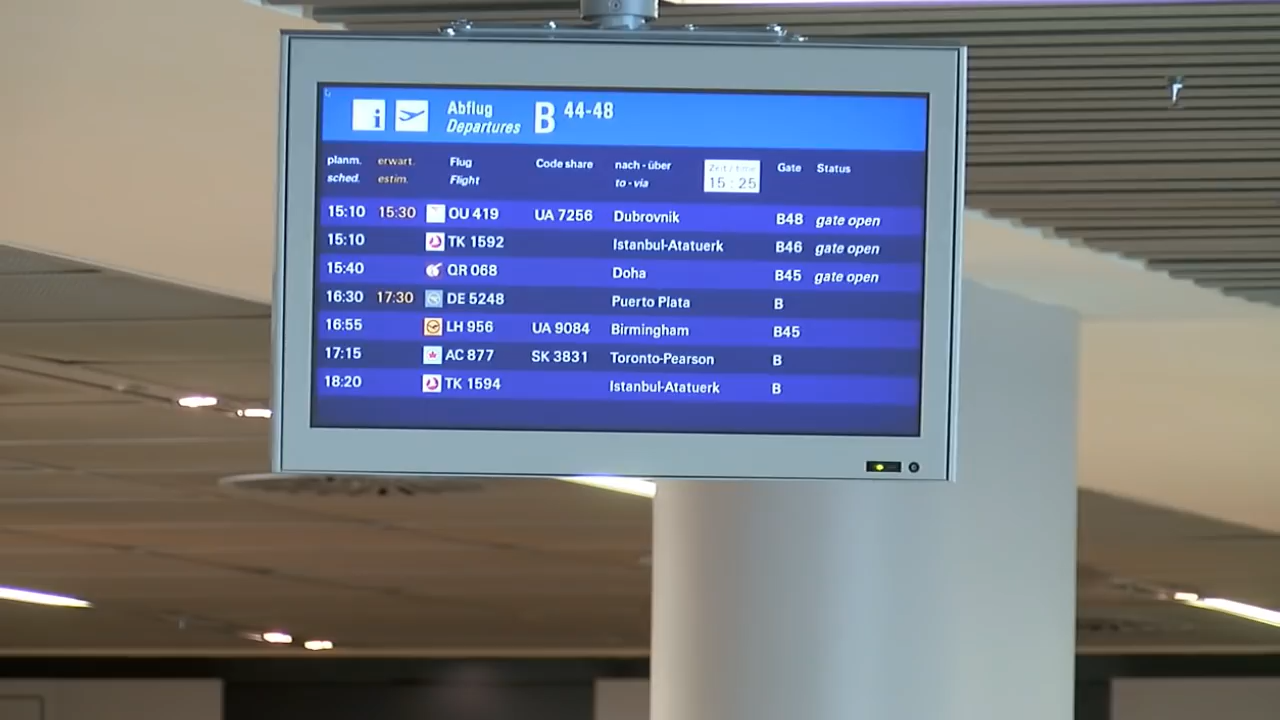 i Abflug B 44-48
Departures
planm. erwart. Flug Code share nach - über Zeit / time Gate Status
sched. estim. Flight to - via 15:25
15:10 15:30 OU 419 UA 7256 Dubrovnik B48 gate open
15:10 TK 1592 Istanbul-Atatuerk B46 gate open
15:40 QR 068 Doha B45 gate open
16:30 17:30 DE 5248 Puerto Plata B
16:55 LH 956 UA 9084 Birmingham B45
17:15 AC 877 SK 3831 Toronto-Pearson B
18:20 TK 1594 Istanbul-Atatuerk B